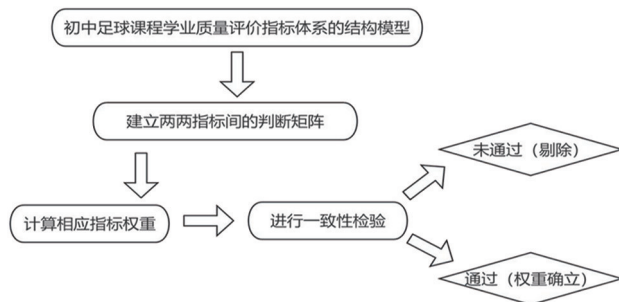 初中足球课程学业质量评价指标体系的结构模型
建立两两指标间的判断矩阵
未通过（剔除）
计算相应指标权重
进行一致性检验
通过（权重确立）